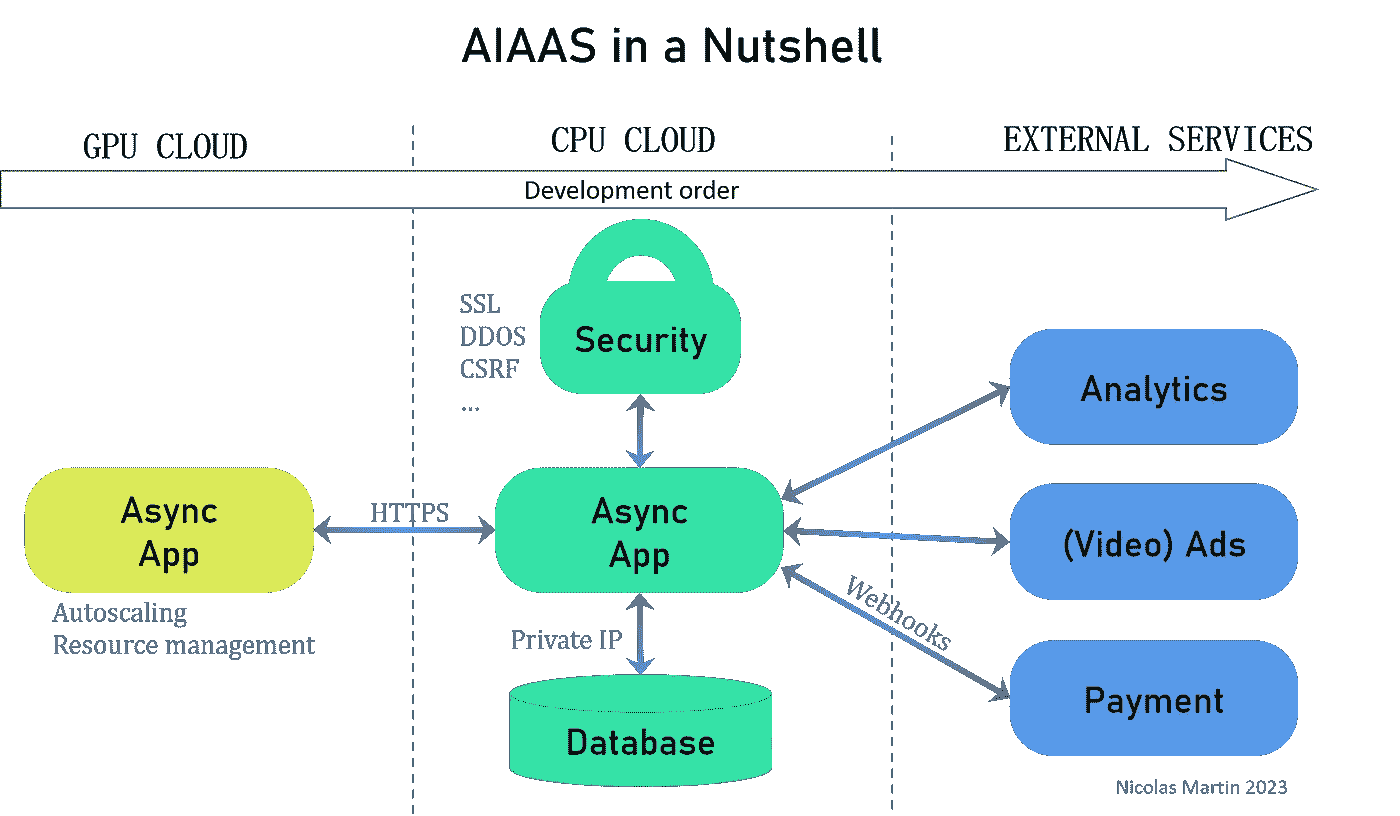 AIAAS in a Nutshell
GPU CLOUD
CPU CLOUD
EXTERNAL SERVICES
Development order
SSL
DDOS
CSRF
...
Security
Analytics
Async
App
HTTPS
Async
App
(Video) Ads
Autoscaling
Resource management
Private IP
Webhooks
Database
Payment
Nicolas Martin 2023